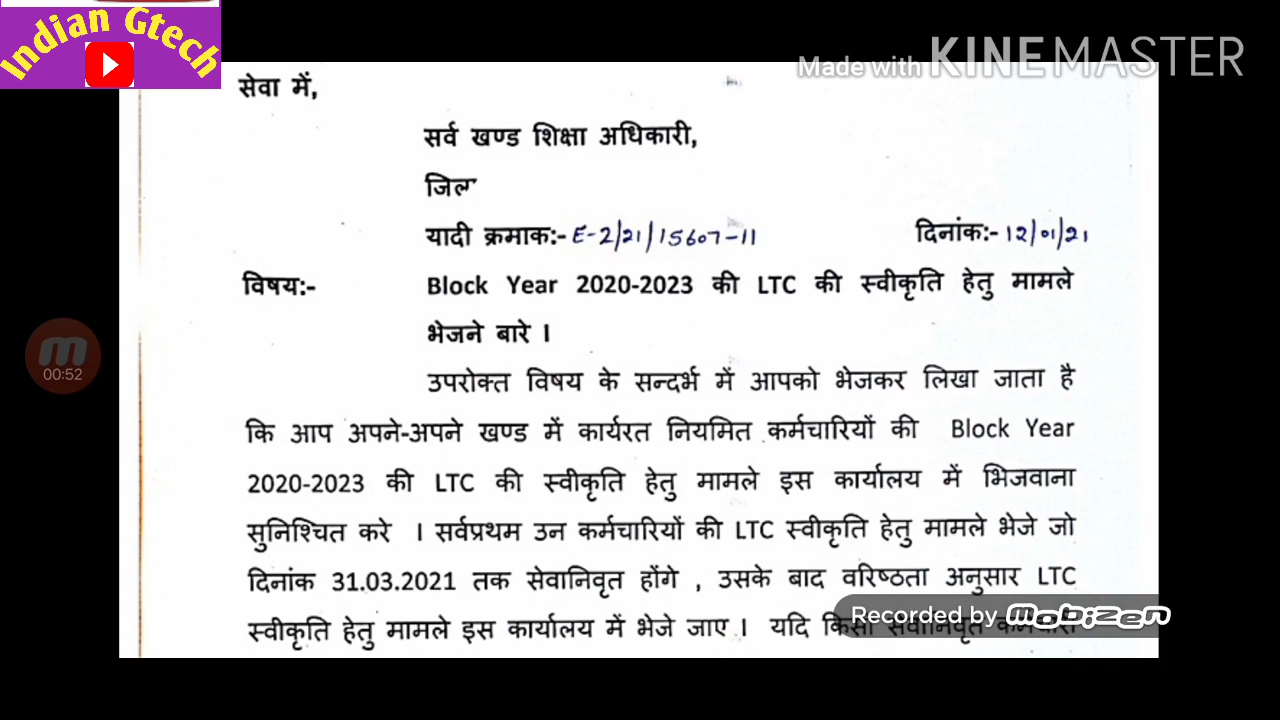 Indian Gtech
Made with KINEMASTER
सेवा में,
सर्व खण्ड शिक्षा अधिकारी,
जिला
यादी क्रमाक:- E-2/21/15607-11 दिनांक:- 12/01/21
विषय:- Block Year 2020-2023 की LTC की स्वीकृति हेतु मामले
भेजने बारे ।
उपरोक्त विषय के सन्दर्भ में आपको भेजकर लिखा जाता है
कि आप अपने-अपने खण्ड में कार्यरत नियमित कर्मचारियों की Block Year
2020-2023 की LTC की स्वीकृति हेतु मामले इस कार्यालय में भिजवाना
सुनिश्चित करे । सर्वप्रथम उन कर्मचारियों की LTC स्वीकृति हेतु मामले भेजे जो
दिनांक 31.03.2021 तक सेवानिवृत होंगे , उसके बाद वरिष्ठता अनुसार LTC
स्वीकृति हेतु मामले इस कार्यालय में भेजे जाए । यदि किसी सेवानिवृत कर्मचारी
00:52
Recorded by mobizen